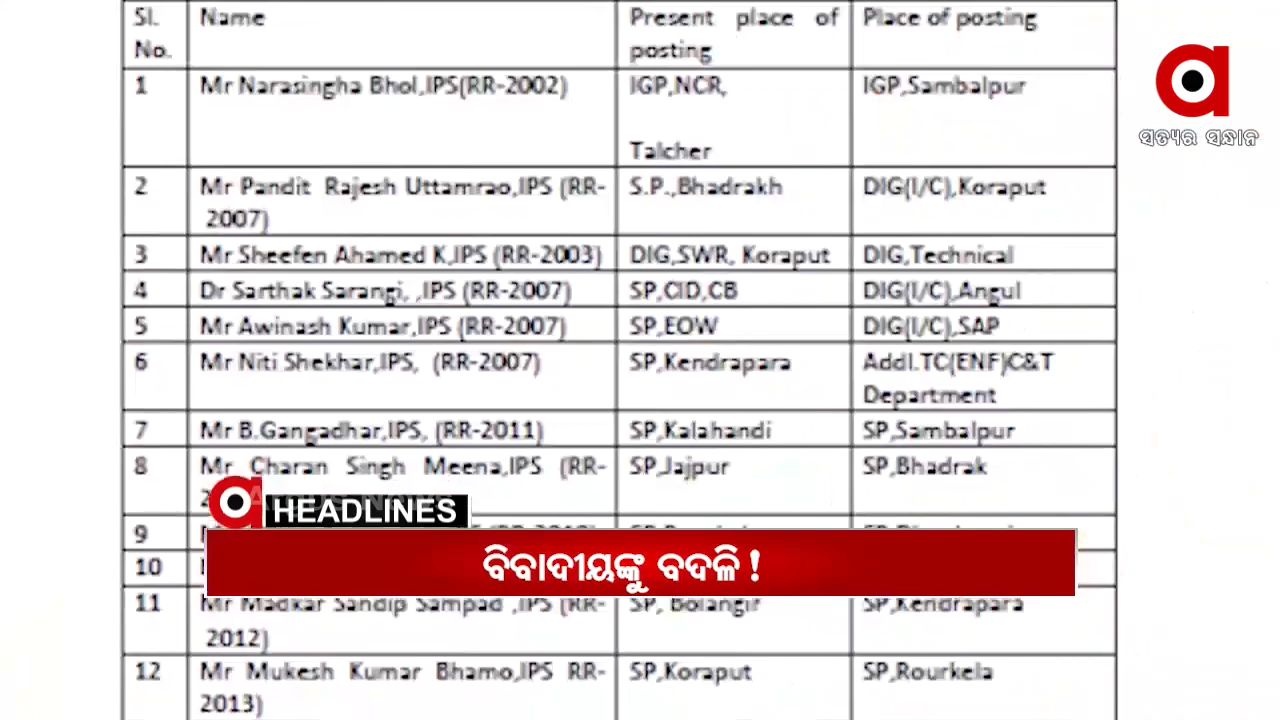 Sl. Name Present place of Place of posting
No. posting
1 Mr Narasingha Bhol,IPS(RR-2002) IGP,NCR, IGP,Sambalpur
Talcher
2 Mr Pandit Rajesh Uttamrao,IPS (RR- S.P.,Bhadrakh DIG(I/C),Koraput
2007)
3 Mr Sheefen Ahamed K,IPS (RR-2003) DIG,SWR, Koraput DIG,Technical
4 Dr Sarthak Sarangi, ,IPS (RR-2007) SP,CID,CB DIG(I/C),Angul
5 Mr Awinash Kumar,IPS (RR-2007) SP,EOW DIG(I/C),SAP
6 Mr Niti Shekhar,IPS, (RR-2007) SP,Kendrapara Addl.TC(ENF)C&T
Department
7 Mr B.Gangadhar,IPS, (RR-2011) SP,Kalahandi SP,Sambalpur
8 Mr Charan Singh Meena,IPS (RR- SP,Jajpur SP,Bhadrak
HEADLINES
9
ବିବାଦୀୟଙ୍କୁ ବଦଳି !
10
11 Mr Madkar Sandip Sampad ,IPS (RR- SP, Bolangir SP,Kendrapara
2012)
12 Mr Mukesh Kumar Bhamo,IPS RR- SP,Koraput SP,Rourkela
2013)
a
ସତ୍ୟର ସନ୍ଧାନ